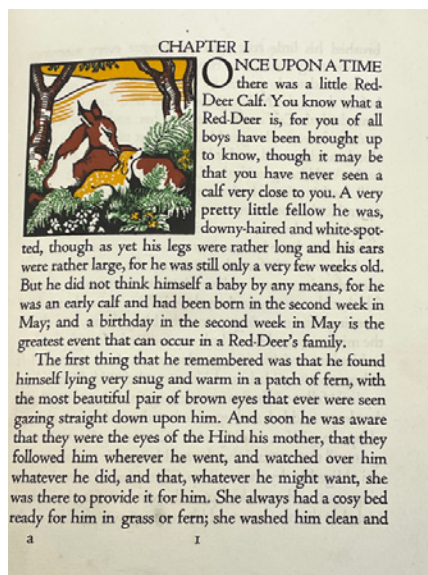 CHAPTER I
ONCE UPON A TIME
there was a little Red-
Deer Calf. You know what a
Red-Deer is, for you of all
boys have been brought up
to know, though it may be
that you have never seen a
calf very close to you. A very
pretty little fellow he was,
downy-haired and white-spot-
ted, though as yet his legs were rather long and his ears
were rather large, for he was still only a very few weeks old.
But he did not think himself a baby by any means, for he
was an early calf and had been born in the second week in
May; and a birthday in the second week in May is the
greatest event that can occur in a Red-Deer's family.
The first thing that he remembered was that he found
himself lying very snug and warm in a patch of fern, with
the most beautiful pair of brown eyes that ever were seen
gazing straight down upon him. And soon he was aware
that they were the eyes of the Hind his mother, that they
followed him wherever he went, and watched over him
whatever he did, and that, whatever he might want, she
was there to provide it for him. She always had a cosy bed
ready for him in grass or fern; she washed him clean and
a 1